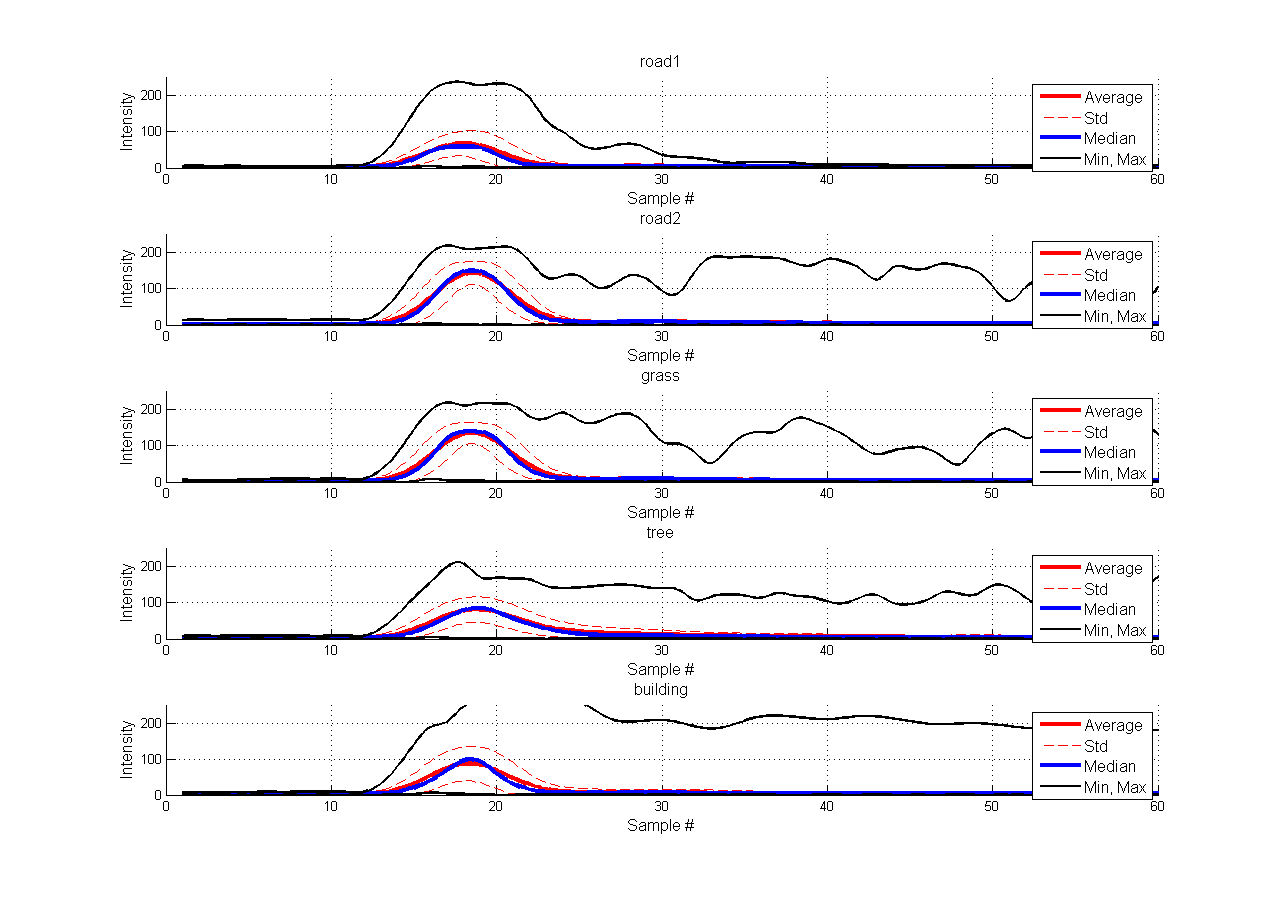 road1
200
100
0
Intensity
0 10 20 30 40 50 60
Sample #
Average
Std
Median
Min, Max
road2
200
100
0
Intensity
0 10 20 30 40 50 60
Sample #
Average
Std
Median
Min, Max
grass
200
100
0
Intensity
0 10 20 30 40 50 60
Sample #
Average
Std
Median
Min, Max
tree
200
100
0
Intensity
0 10 20 30 40 50 60
Sample #
Average
Std
Median
Min, Max
building
200
100
0
Intensity
0 10 20 30 40 50 60
Sample #
Average
Std
Median
Min, Max